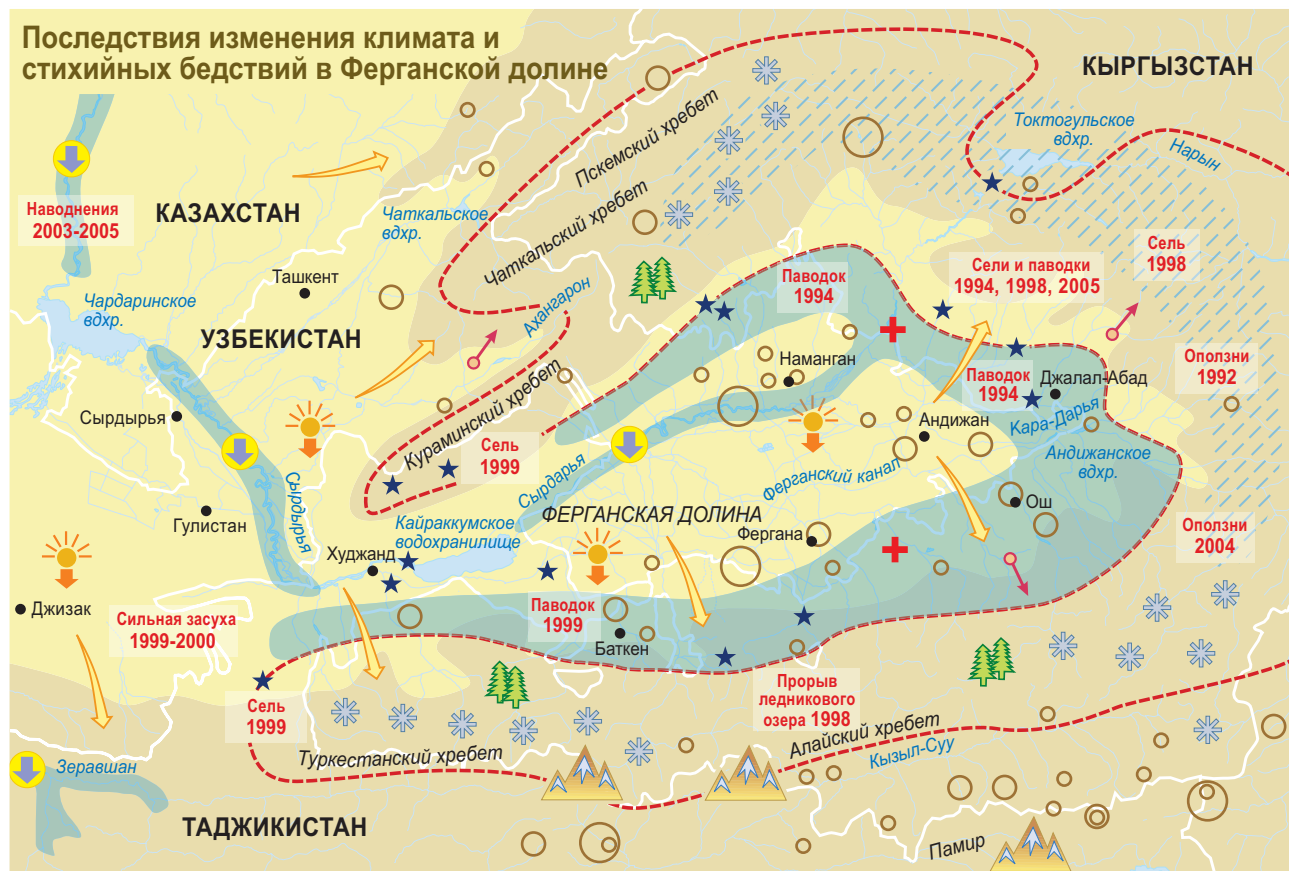 Последствия изменения климата и
стихийных бедствий в Ферганской долине
КЫРГЫЗСТАН
Токтогульское
вдхр.
Нарын
Пскемский хребет
Чаткальский хребет
Наводнения
2003-2005
КАЗАХСТАН
Чаткальское
вдхр.
Ташкент
Чардаринское
вдхр.
УЗБЕКИСТАН
Ахангарон
Паводок
1994
Сели и паводки
1994, 1998, 2005
Сель
1998
Оползни
1992
Наманган
Паводок
1994
Джалал-Абад
Кара-Дарья
Андижан
Андижанское
вдхр.
Сырдырья
Кураминский хребет
Сель
1999
Сырдарья
Ферганский канал
Сырдырья
Гулистан
Кайраккумское
водохранилище
ФЕРГАНСКАЯ ДОЛИНА
Фергана
Ош
Оползни
2004
Худжанд
Джизак
Сильная засуха
1999-2000
Паводок
1999
Баткен
Сель
1999
Прорыв
ледникового
озера 1998
Туркестанский хребет
Алайский хребет
Кызыл-Суу
Зеравшан
ТАДЖИКИСТАН
Памир